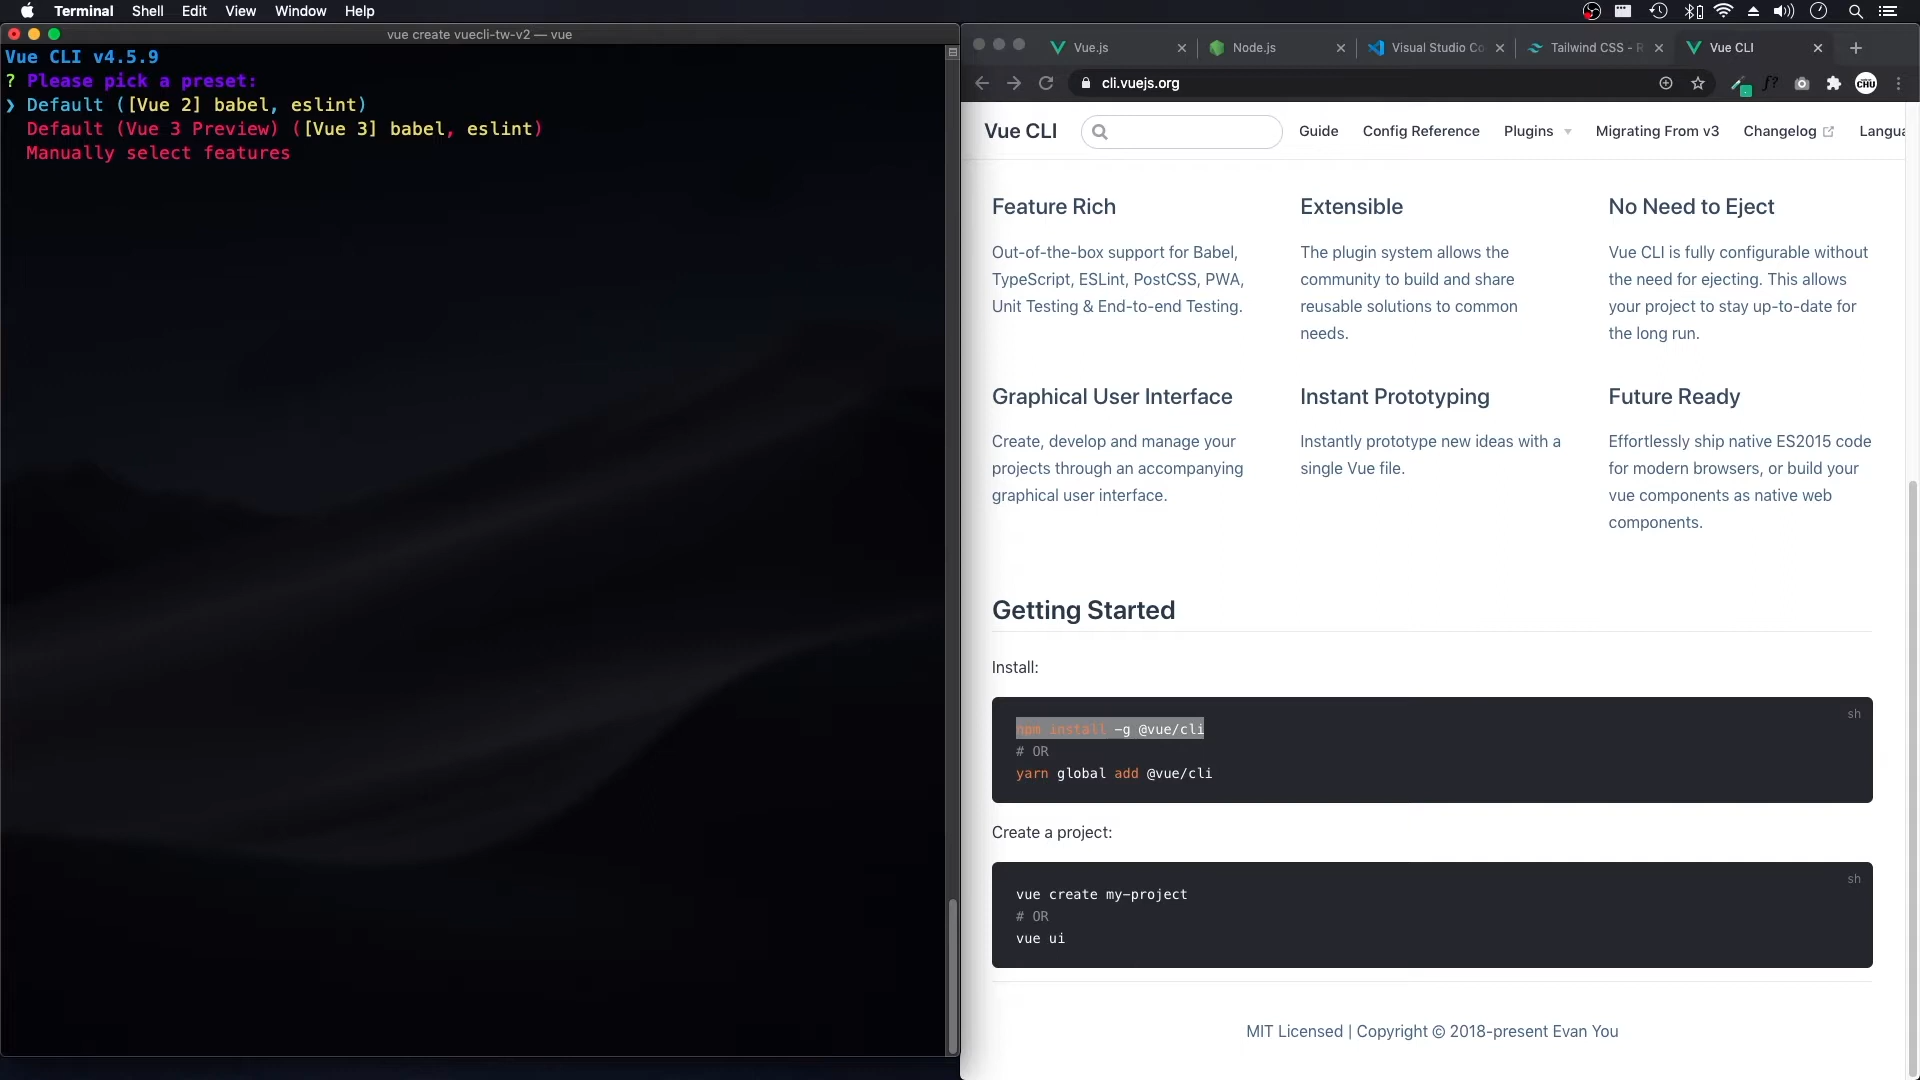 Terminal Shell Edit View Window Help
vue create vuecli-tw-v2 — vue
Vue CLI v4.5.9
? Please pick a preset:
❯ Default ([Vue 2] babel, eslint)
Default (Vue 3 Preview) ([Vue 3] babel, eslint)
Manually select features
Vue.js
Node.js
Visual Studio Co
Tailwind CSS - R
Vue CLI
cli.vuejs.org
f?
CHU
Vue CLI
Guide Config Reference Plugins Migrating From v3 Changelog Langua
Feature Rich
Out-of-the-box support for Babel,
TypeScript, ESLint, PostCSS, PWA,
Unit Testing & End-to-end Testing.
Extensible
The plugin system allows the
community to build and share
reusable solutions to common
needs.
No Need to Eject
Vue CLI is fully configurable without
the need for ejecting. This allows
your project to stay up-to-date for
the long run.
Graphical User Interface
Create, develop and manage your
projects through an accompanying
graphical user interface.
Instant Prototyping
Instantly prototype new ideas with a
single Vue file.
Future Ready
Effortlessly ship native ES2015 code
for modern browsers, or build your
vue components as native web
components.
Getting Started
Install:
sh
npm install -g @vue/cli
# OR
yarn global add @vue/cli
Create a project:
sh
vue create my-project
# OR
vue ui
MIT Licensed | Copyright © 2018-present Evan You